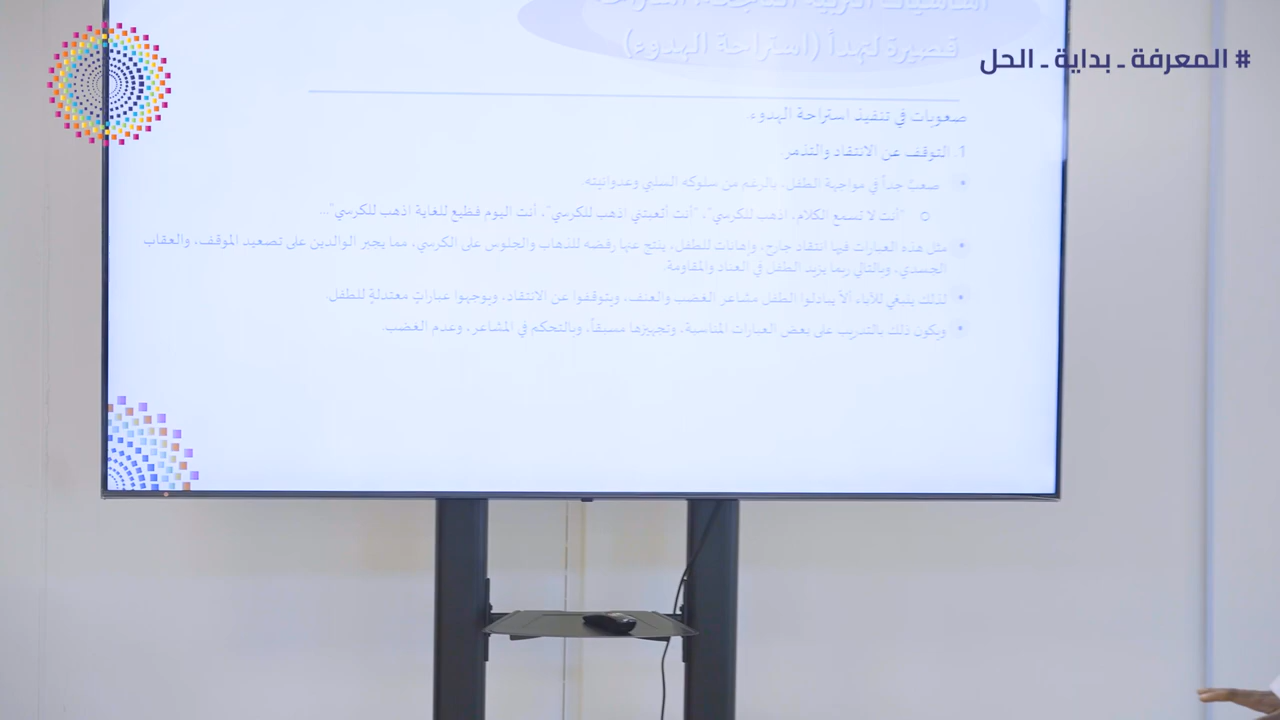 # المعرفة ـ بداية ـ الحل
قصيرة لنهدأ (استراحة الهدوء)
صعوبات في تنفيذ استراحة الهدوء
1. التوقف عن الانتقاد والتذمر.
• صعبٌ جداً في مواجهة الطفل، بالرغم من سلوكه السلبي وعدوانيته.
○ "أنت لا تسمع الكلام، اذهب للكرسي"، "أنت أتعبتني اذهب للكرسي"، أنت اليوم فظيع للغاية اذهب للكرسي"...
• مثل هذه العبارات فيها انتقاد جارح، وإهانات للطفل، ينتج عنها رفضه للذهاب والجلوس على الكرسي، مما يجبر الوالدين على تصعيد الموقف، والعقاب
الجسدي، وبالتالي ربما يزيد الطفل في العناد والمقاومة.
• لذلك ينبغي للآباء ألاّ يبادلوا الطفل مشاعر الغضب والعنف، ويتوقفوا عن الانتقاد، ويوجهوا عباراتٍ معتدلةٍ للطفل.
• ويكون ذلك بالتدريب على بعض العبارات المناسبة، وتجهيزها مسبقاً، وبالتحكم في المشاعر، وعدم الغضب.